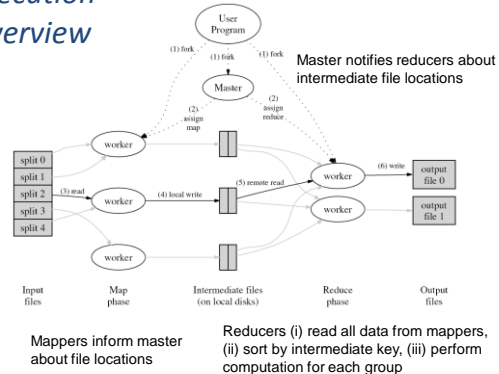 ecution
verview
User
Program
(1) fork
(1) fork
(1) fork
Master notifies reducers about
intermediate file locations
Master
(2)
assign
map
(2)
assign
reduce
worker
split 0
split 1
split 2
split 3
split 4
(3) read
worker
(4) local write
(5) remote read
worker
(6) write
output
file 0
worker
output
file 1
worker
Input
files
Map
phase
Intermediate files
(on local disks)
Reduce
phase
Output
files
Mappers inform master
about file locations
Reducers (i) read all data from mappers,
(ii) sort by intermediate key, (iii) perform
computation for each group